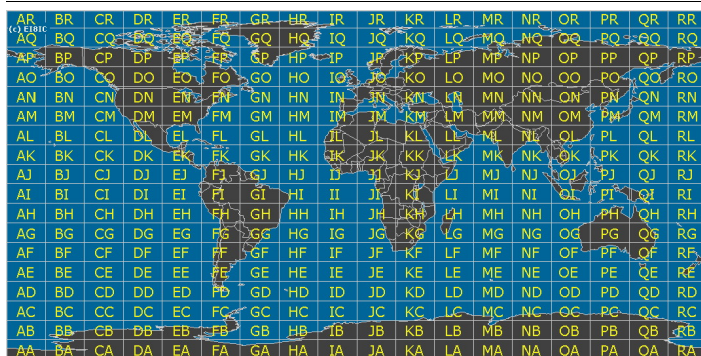 AR BR CR DR ER FR GR HR IR JR KR LR MR NR OR PR QR RR
(c) EI8IC
AQ BQ CQ DQ EQ FQ GQ HQ IQ JQ KQ LQ MQ NQ OQ PQ QQ RQ
AP BP CP DP EP FP GP HP IP JP KP LP MP NP OP PP QP RP
AO BO CO DO EO FO GO HO IO JO KO LO MO NO OO PO QO RO
AN BN CN DN EN FN GN HN IN JN KN LN MN NN ON PN QN RN
AM BM CM DM EM FM GM HM IM JM KM LM MM NM OM PM QM RM
AL BL CL DL EL FL GL HL IL JL KL LL ML NL OL PL QL RL
AK BK CK DK EK FK GK HK IK JK KK LK MK NK OK PK QK RK
AJ BJ CJ DJ EJ FJ GJ HJ IJ JJ KJ LJ MJ NJ OJ PJ QJ RJ
AI BI CI DI EI FI GI HI II JI KI LI MI NI OI PI QI RI
AH BH CH DH EH FH GH HH IH JH KH LH MH NH OH PH QH RH
AG BG CG DG EG FG GG HG IG JG KG LG MG NG OG PG QG RG
AF BF CF DF EF FF GF HF IF JF KF LF MF NF OF PF QF RF
AE BE CE DE EE FE GE HE IE JE KE LE ME NE OE PE QE RE
AD BD CD DD ED FD GD HD ID JD KD LD MD ND OD PD QD RD
AC BC CC DC EC FC GC HC IC JC KC LC MC NC OC PC QC RC
AB BB CB DB EB FB GB HB IB JB KB LB MB NB OB PB QB RB
AA BA CA DA EA FA GA HA IA JA KA LA MA NA OA PA QA RA